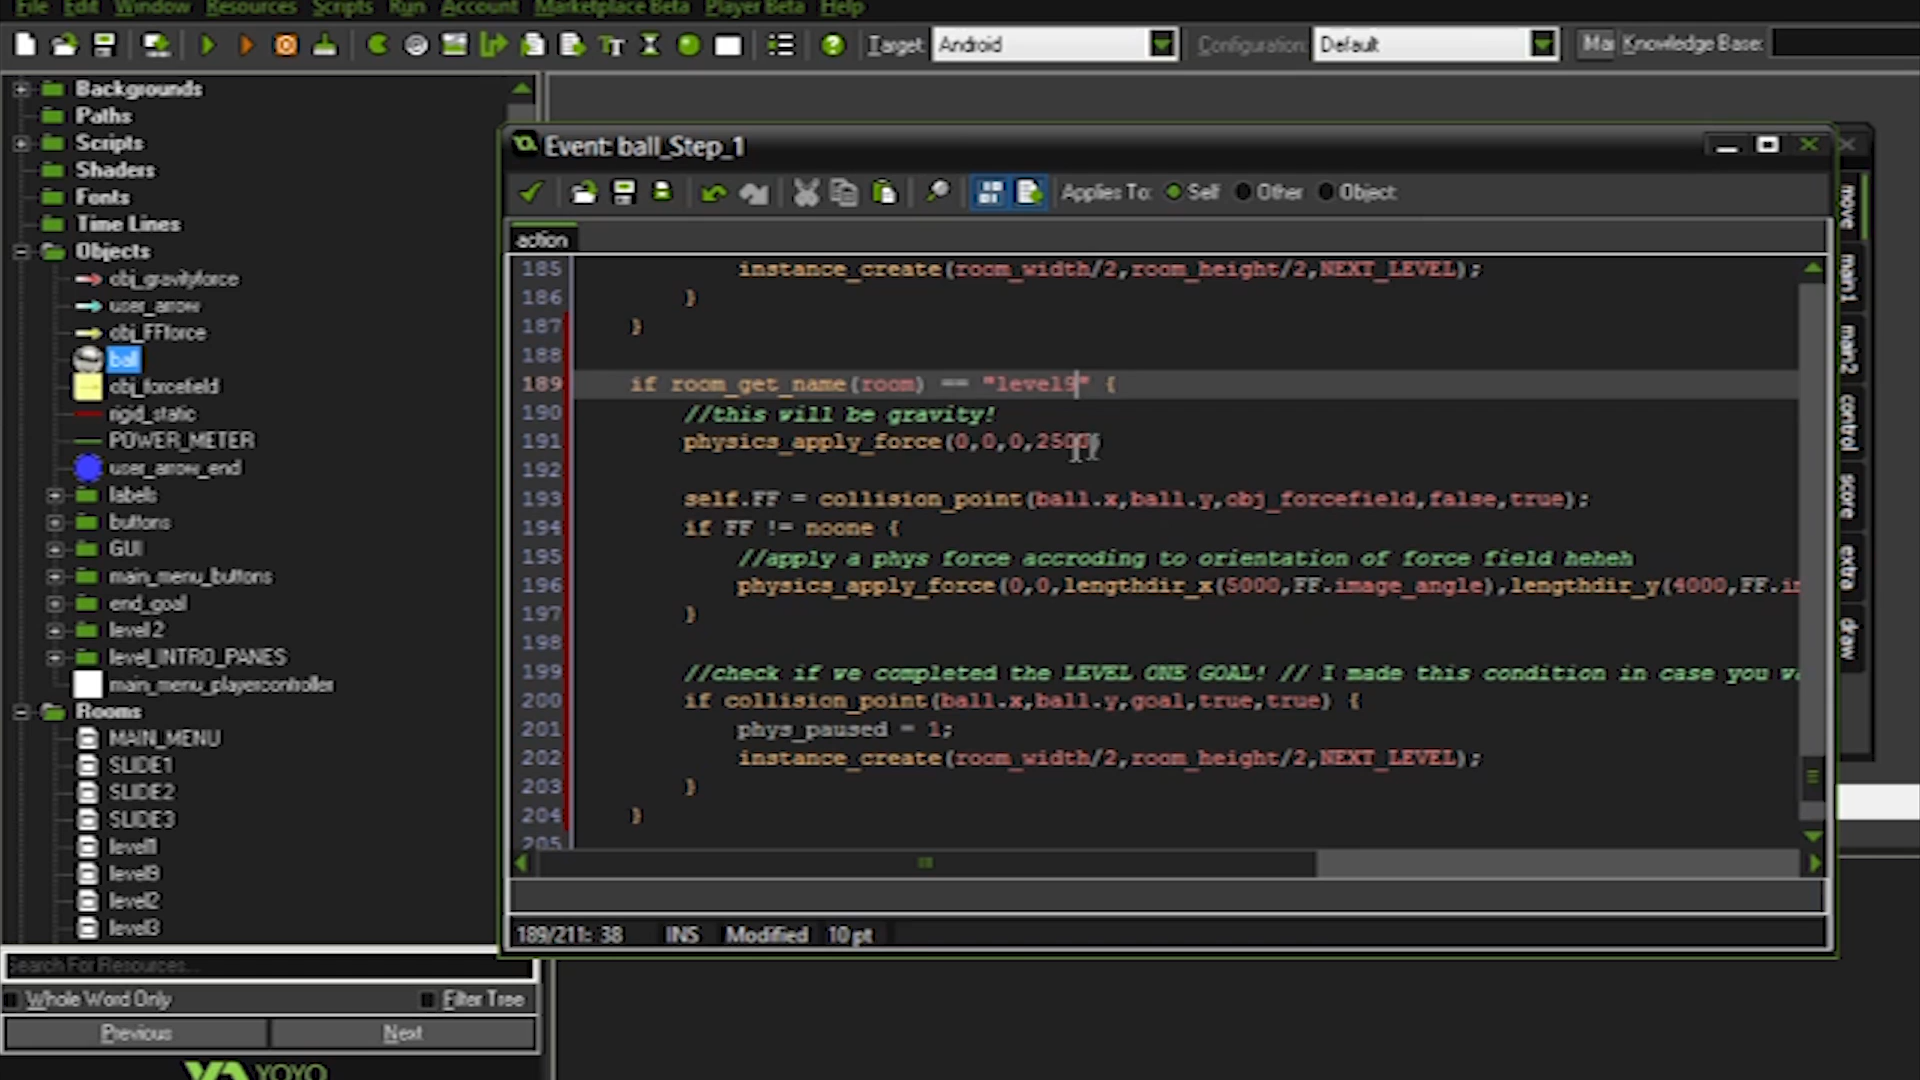 File Edit Window Resources Scripts Run Account Marketplace Beta Player Beta Help
Target: Android Configuration: Default Knowledge Base:
Backgrounds
Paths
Scripts
Shaders
Fonts
Time Lines
Objects
obj_gravityforce
user_arrow
obj_FFforce
ball
obj_forcefield
rigid_static
POWER_METER
user_arrow_end
labels
buttons
GUI
main_menu_buttons
end_goal
level2
level_INTRO_PANES
main_menu_playercontroller
Rooms
MAIN_MENU
SLIDE1
SLIDE2
SLIDE3
level1
level9
level2
level3
Search For Resources...
Whole Word Only Filter Tree
Previous Next
YOYO
Event: ball_Step_1
Applies To: Self Other Object:
action
185 instance_create(room_width/2,room_height/2,NEXT_LEVEL);
186 }
187 }
188
189 if room_get_name(room) == "level9" {
190 //this will be gravity!
191 physics_apply_force(0,0,0,2500)
192
193 self.FF = collision_point(ball.x,ball.y,obj_forcefield,false,true);
194 if FF != noone {
195 //apply a phys force accroding to orientation of force field heheh
196 physics_apply_force(0,0,lengthdir_x(5000,FF.image_angle),lengthdir_y(4000,FF.i
197 }
198
199 //check if we completed the LEVEL ONE GOAL! // I made this condition in case you
200 if collision_point(ball.x,ball.y,goal,true,true) {
201 phys_paused = 1;
202 instance_create(room_width/2,room_height/2,NEXT_LEVEL);
203 }
204 }
205
189/211: 38 INS Modified 10 pt
move
main1
main2
control
score
extra
draw